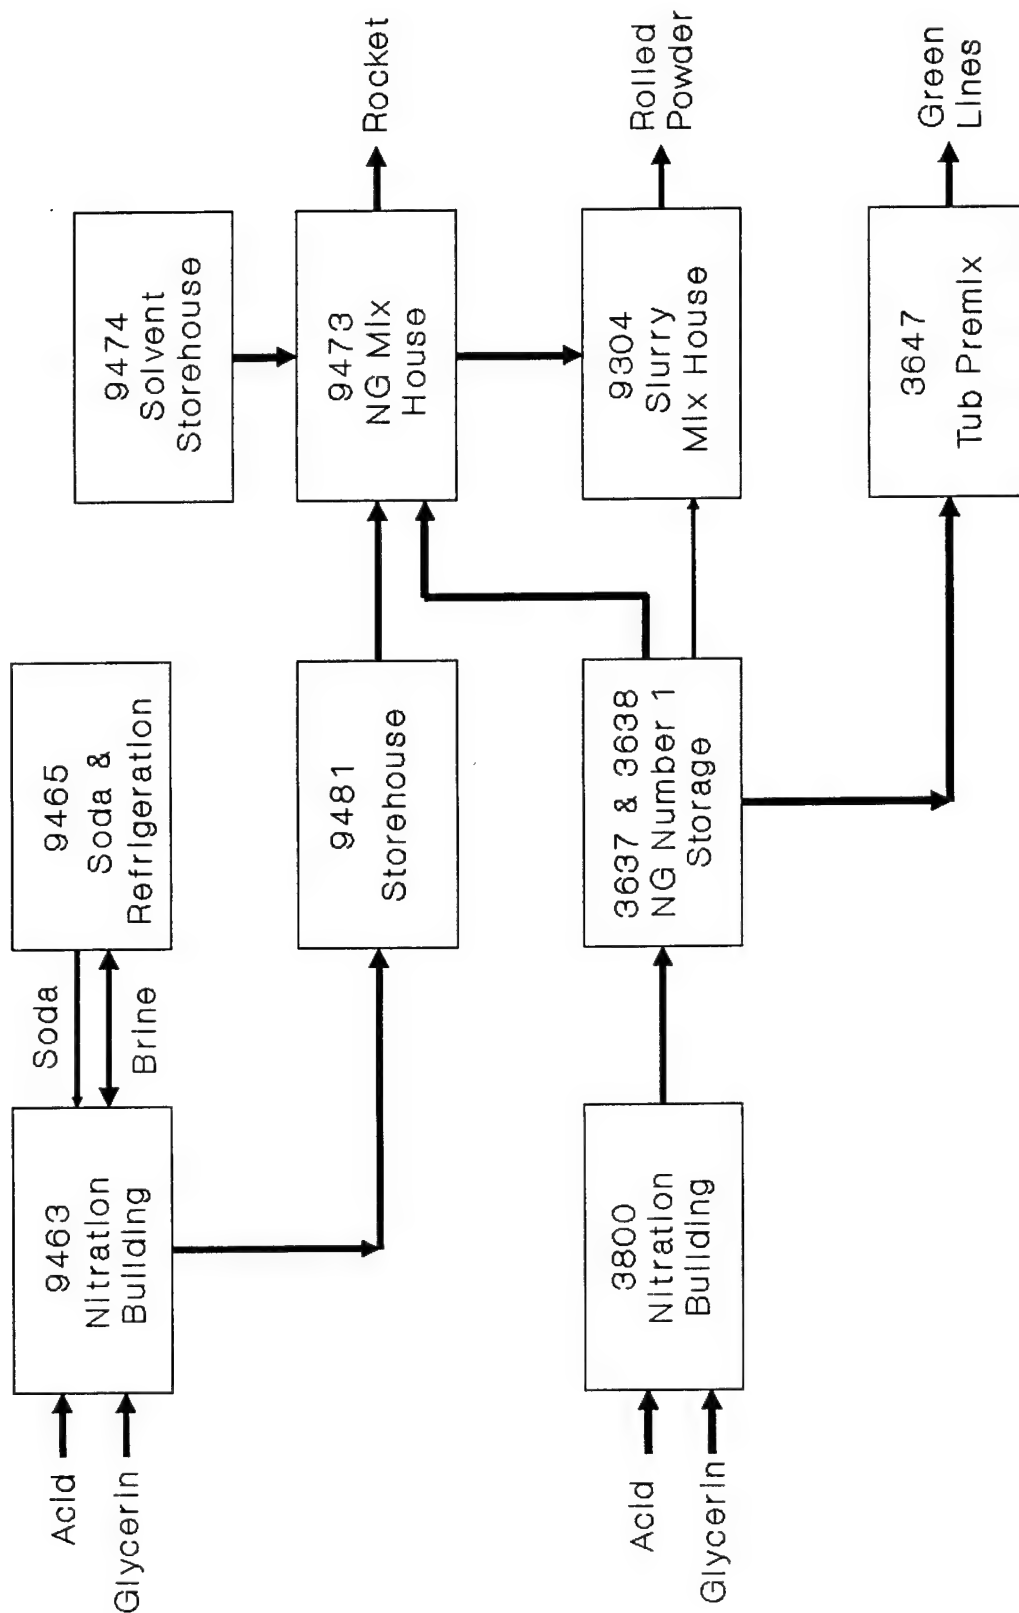 Acid
Glycerin
9463
Nitration
Building
Soda
Brine
9465
Soda &
Refrigeration
9474
Solvent
Storehouse
9481
Storehouse
9473
NG Mix
House
Rocket
Acid
Glycerin
3800
Nitration
Building
3637 & 3638
NG Number 1
Storage
9304
Slurry
Mix House
Rolled
Powder
3647
Tub Premix
Green
Lines